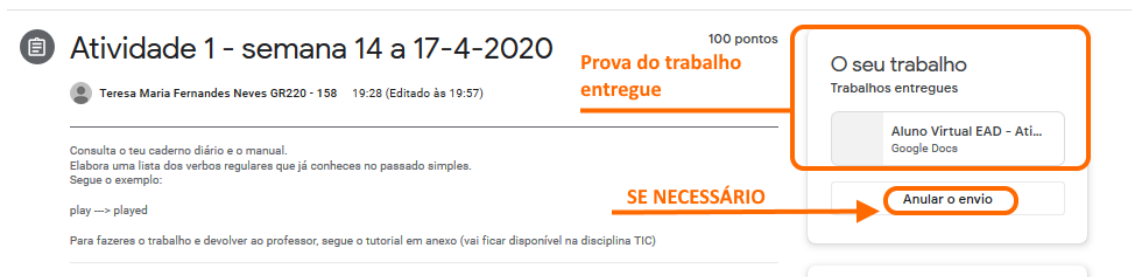 Atividade 1 - semana 14 a 17-4-2020
100 pontos
Teresa Maria Fernandes Neves GR220 - 158 19:28 (Editado às 19:57)
Prova do trabalho
entregue
O seu trabalho
Trabalhos entregues
Aluno Virtual EAD - Ati...
Google Docs
Consulta o teu caderno diário e o manual.
Elabora uma lista dos verbos regulares que já conheces no passado simples.
Segue o exemplo:
play ---> played
SE NECESSÁRIO
Anular o envio
Para fazeres o trabalho e devolver ao professor, segue o tutorial em anexo (vai ficar disponível na disciplina TIC)